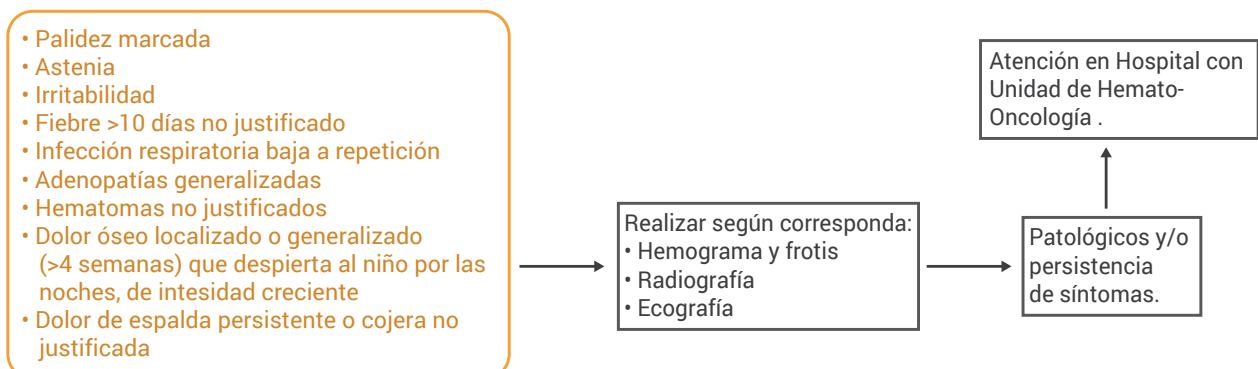 • Palidez marcada
• Astenia
• Irritabilidad
• Fiebre >10 días no justificado
• Infección respiratoria baja a repetición
• Adenopatías generalizadas
• Hematomas no justificados
• Dolor óseo localizado o generalizado
(>4 semanas) que despierta al niño por las
noches, de intesidad creciente
• Dolor de espalda persistente o cojera no
justificada
Realizar según corresponda:
• Hemograma y frotis
• Radiografía
• Ecografía
Patológicos y/o
persistencia
de síntomas.
Atención en Hospital con
Unidad de Hemato-
Oncología .